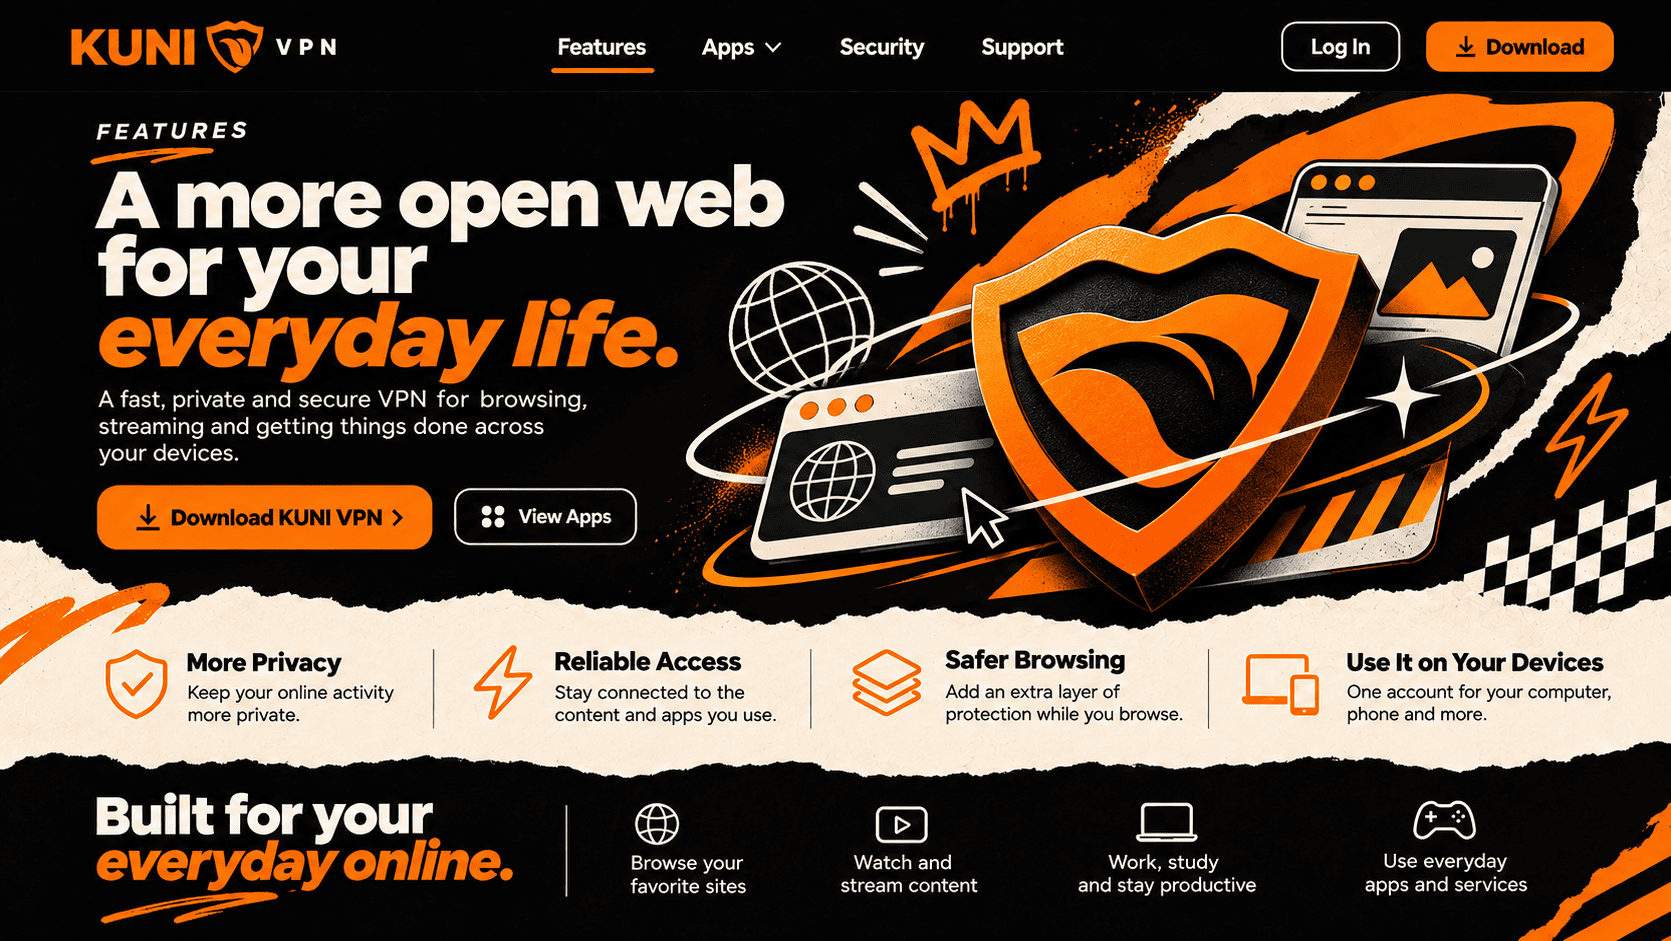 KUNI VPN
Features
Apps
Security
Support
Log In
Download
FEATURES
A more open web
for your
everyday life.
A fast, private and secure VPN for browsing,
streaming and getting things done across
your devices.
Download KUNI VPN
View Apps
More Privacy
Keep your online activity
more private.
Reliable Access
Stay connected to the
content and apps you use.
Safer Browsing
Add an extra layer of
protection while you browse.
Use It on Your Devices
One account for your computer,
phone and more.
Built for your
everyday online.
Browse your
favorite sites
Watch and
stream content
Work, study
and stay productive
Use everyday
apps and services